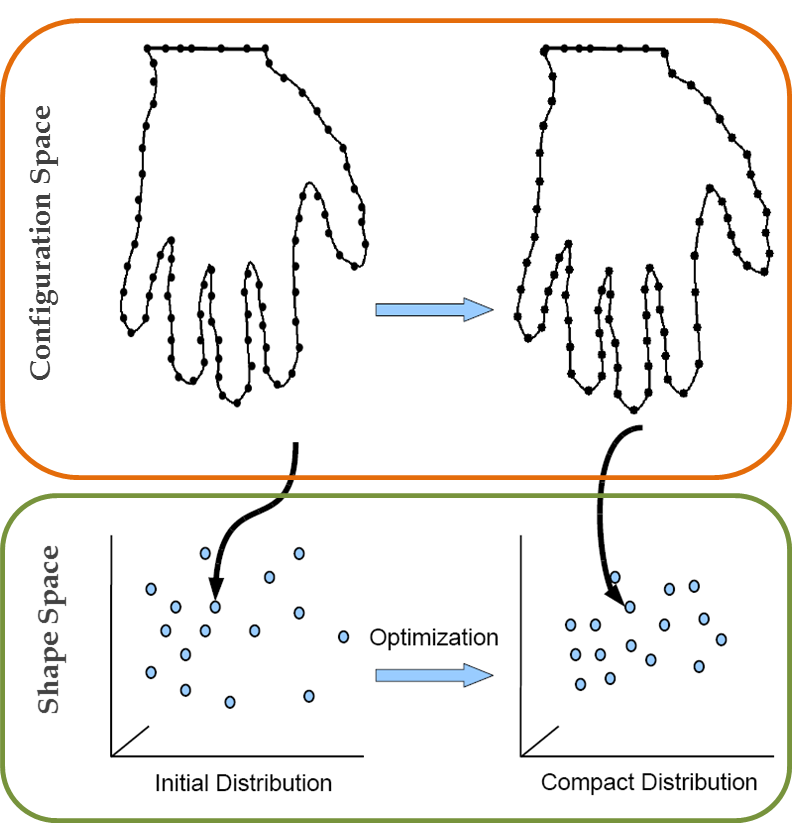 Configuration Space
Shape Space
Optimization
Initial Distribution
Compact Distribution